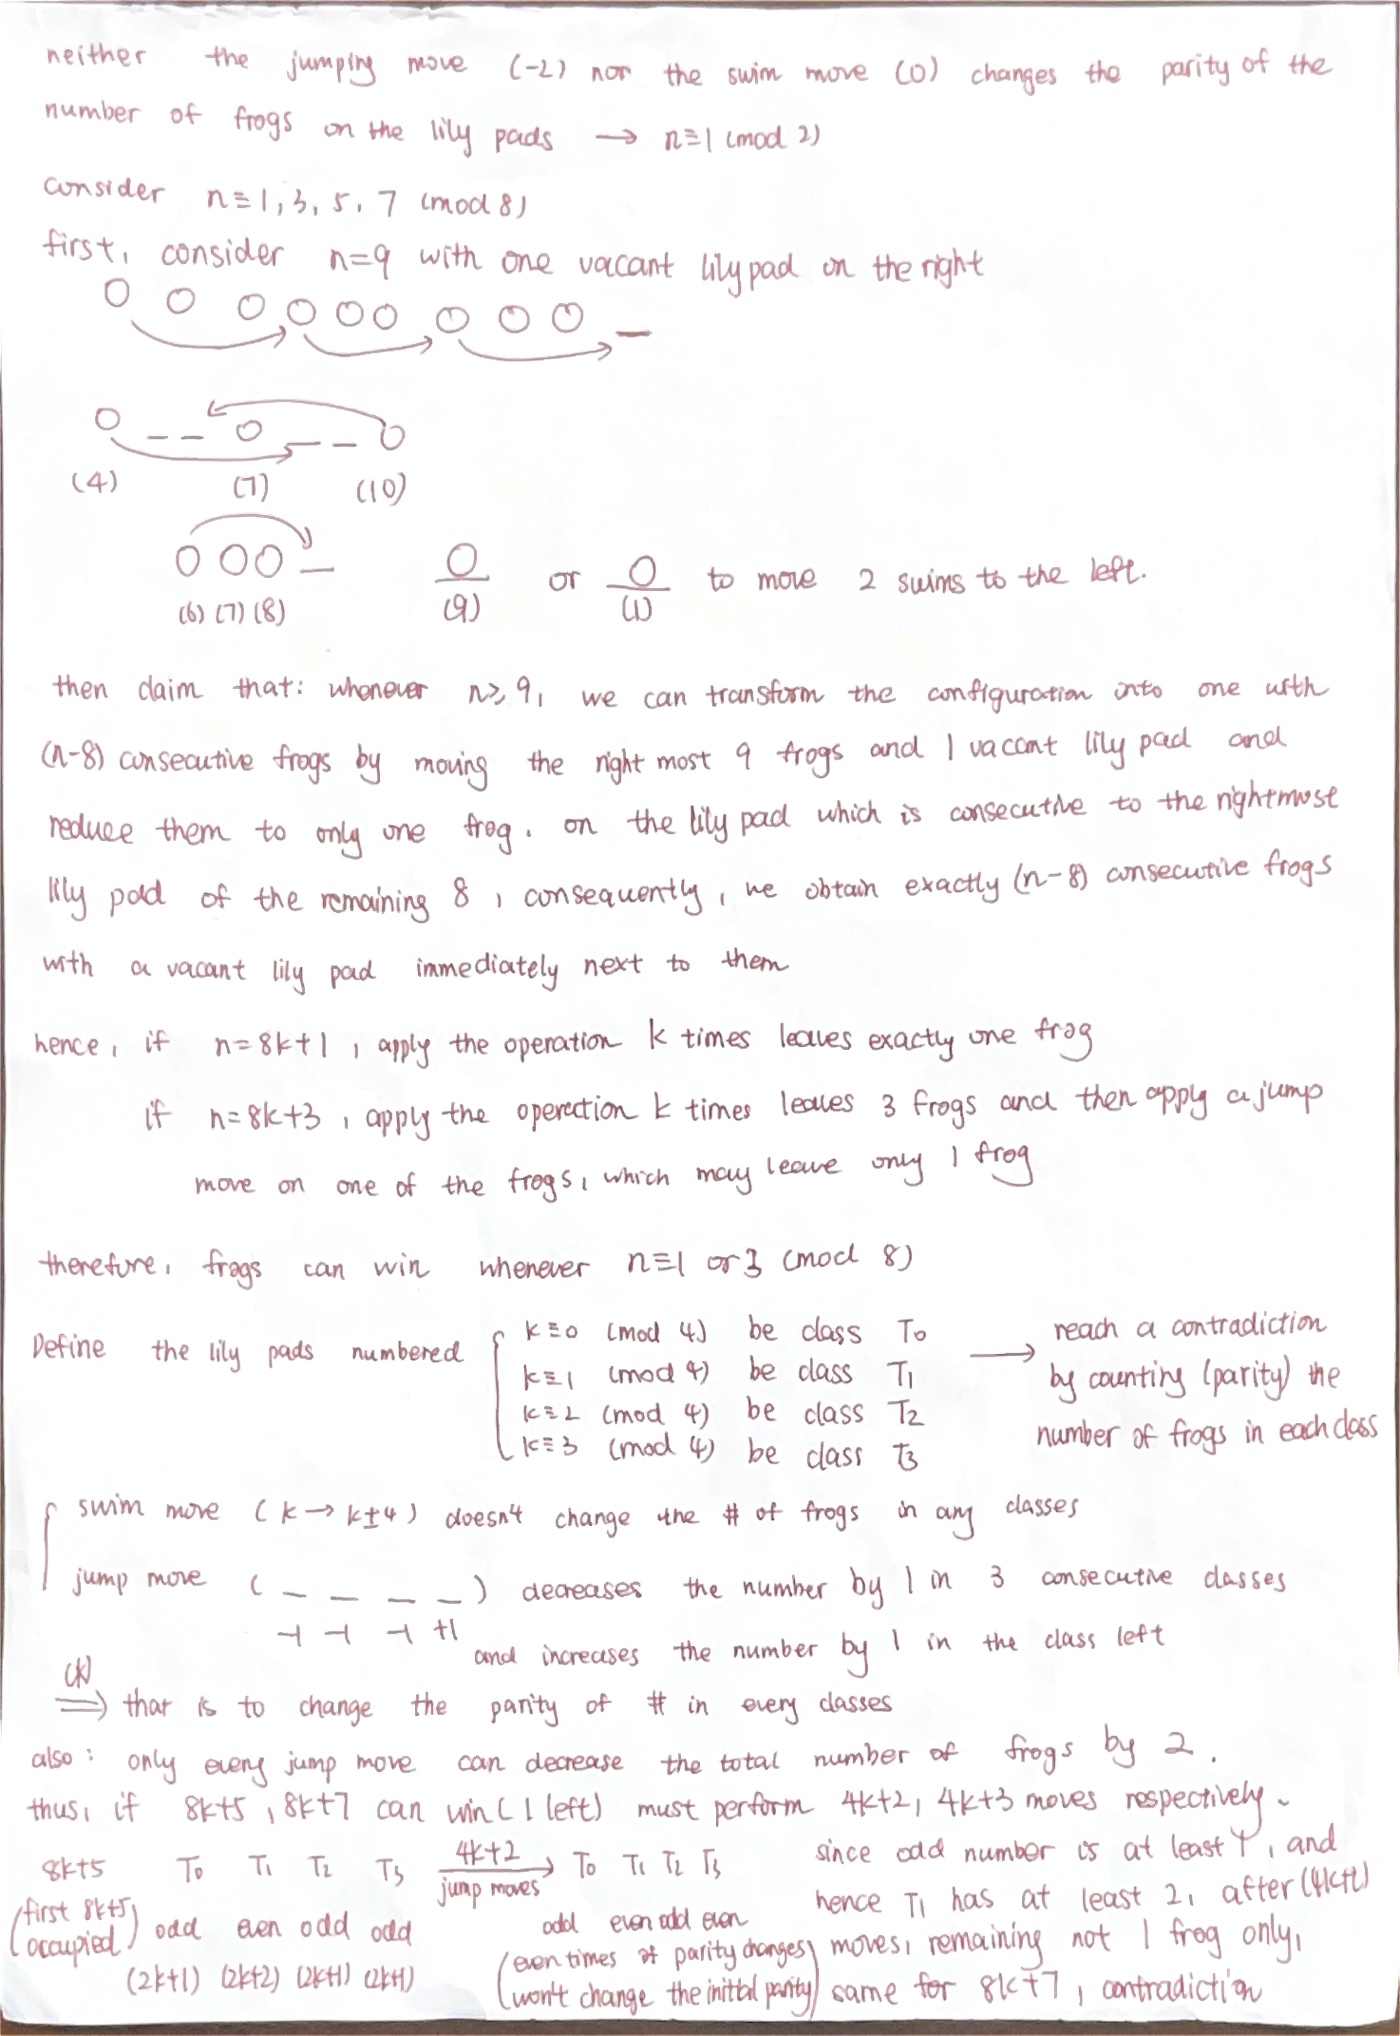 neither the jumping move (-2) nor the swim move (0) changes the parity of the
number of frogs on the lily pads → n≡1 (mod 2)
consider n≡1, 3, 5, 7 (mod 8)
first, consider n=9 with one vacant lily pad on the right
(4) (7) (10)
(6) (7) (8) (9) or (1) to move 2 swims to the left.
then claim that: whenever n≥9, we can transform the configuration into one with
(n-8) consecutive frogs by moving the right most 9 frogs and 1 vacant lily pad and
reduce them to only one frog. on the lily pad which is consecutive to the rightmost
lily pad of the remaining 8, consequently, we obtain exactly (n-8) consecutive frogs
with a vacant lily pad immediately next to them
hence, if n=8k+1, apply the operation k times leaves exactly one frog
if n=8k+3, apply the operation k times leaves 3 frogs and then apply a jump
move on one of the frogs, which may leave only 1 frog
therefore, frogs can win whenever n≡1 or 3 (mod 8)
Define the lily pads numbered { k≡0 (mod 4) be class T0 → reach a contradiction
k≡1 (mod 4) be class T1 by counting (parity) the
k≡2 (mod 4) be class T2 number of frogs in each class
k≡3 (mod 4) be class T3
swim move (k→k±4) doesn't change the # of frogs in any classes
jump move ( _ _ _ _ ) decreases the number by 1 in 3 consecutive classes
-1 -1 -1 +1 and increases the number by 1 in the class left
(*)
⇒ that is to change the parity of # in every classes
also: only every jump move can decrease the total number of frogs by 2.
thus, if 8k+5, 8k+7 can win (1 left) must perform 4k+2, 4k+3 moves respectively.
8k+5 T0 T1 T2 T3 4k+2 jump moves → T0 T1 T2 T3 since odd number is at least 1, and
(first 8k+5 occupied) odd even odd odd odd even odd even hence T1 has at least 2, after (4k+2)
(2k+1) (2k+2) (2k+1) (2k+1) (even times of parity changes won't change the initial parity) moves, remaining not 1 frog only,
same for 8k+7, contradiction